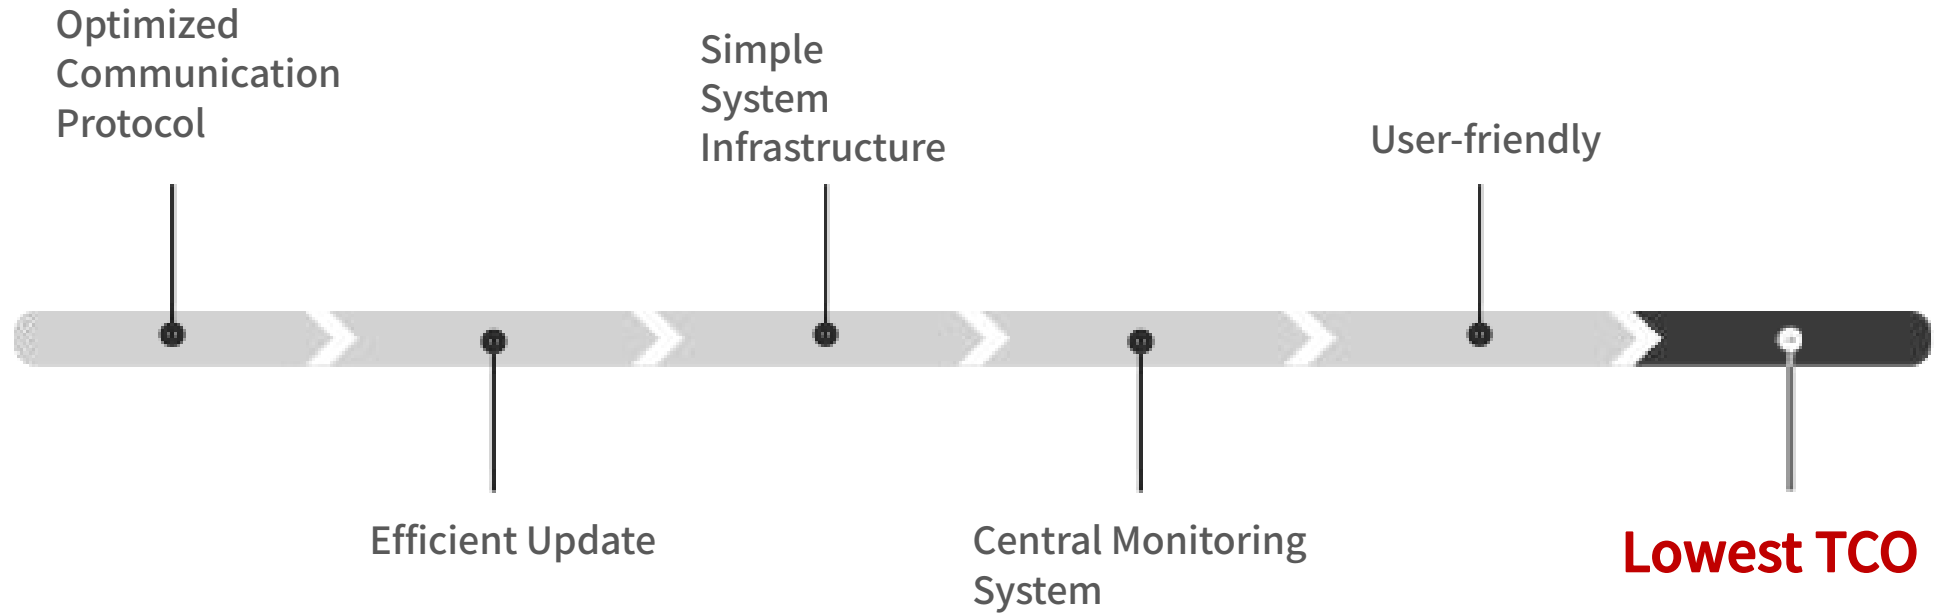 Optimized
Communication
Protocol
Efficient Update
Simple
System
Infrastructure
Central Monitoring
System
User-friendly
Lowest TCO